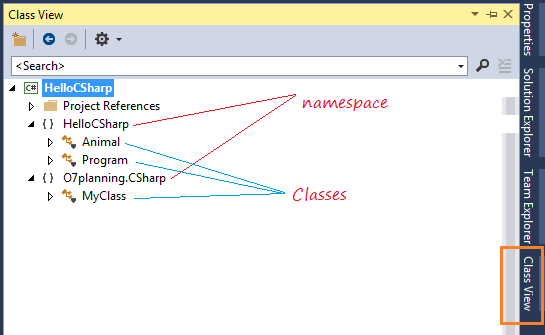 Class View
<Search>
C# HelloCSharp
Project References
{ } HelloCSharp
Animal
Program
{ } O7planning.CSharp
MyClass
namespace
Classes
Properties
Solution Explorer
Team Explorer
Class View